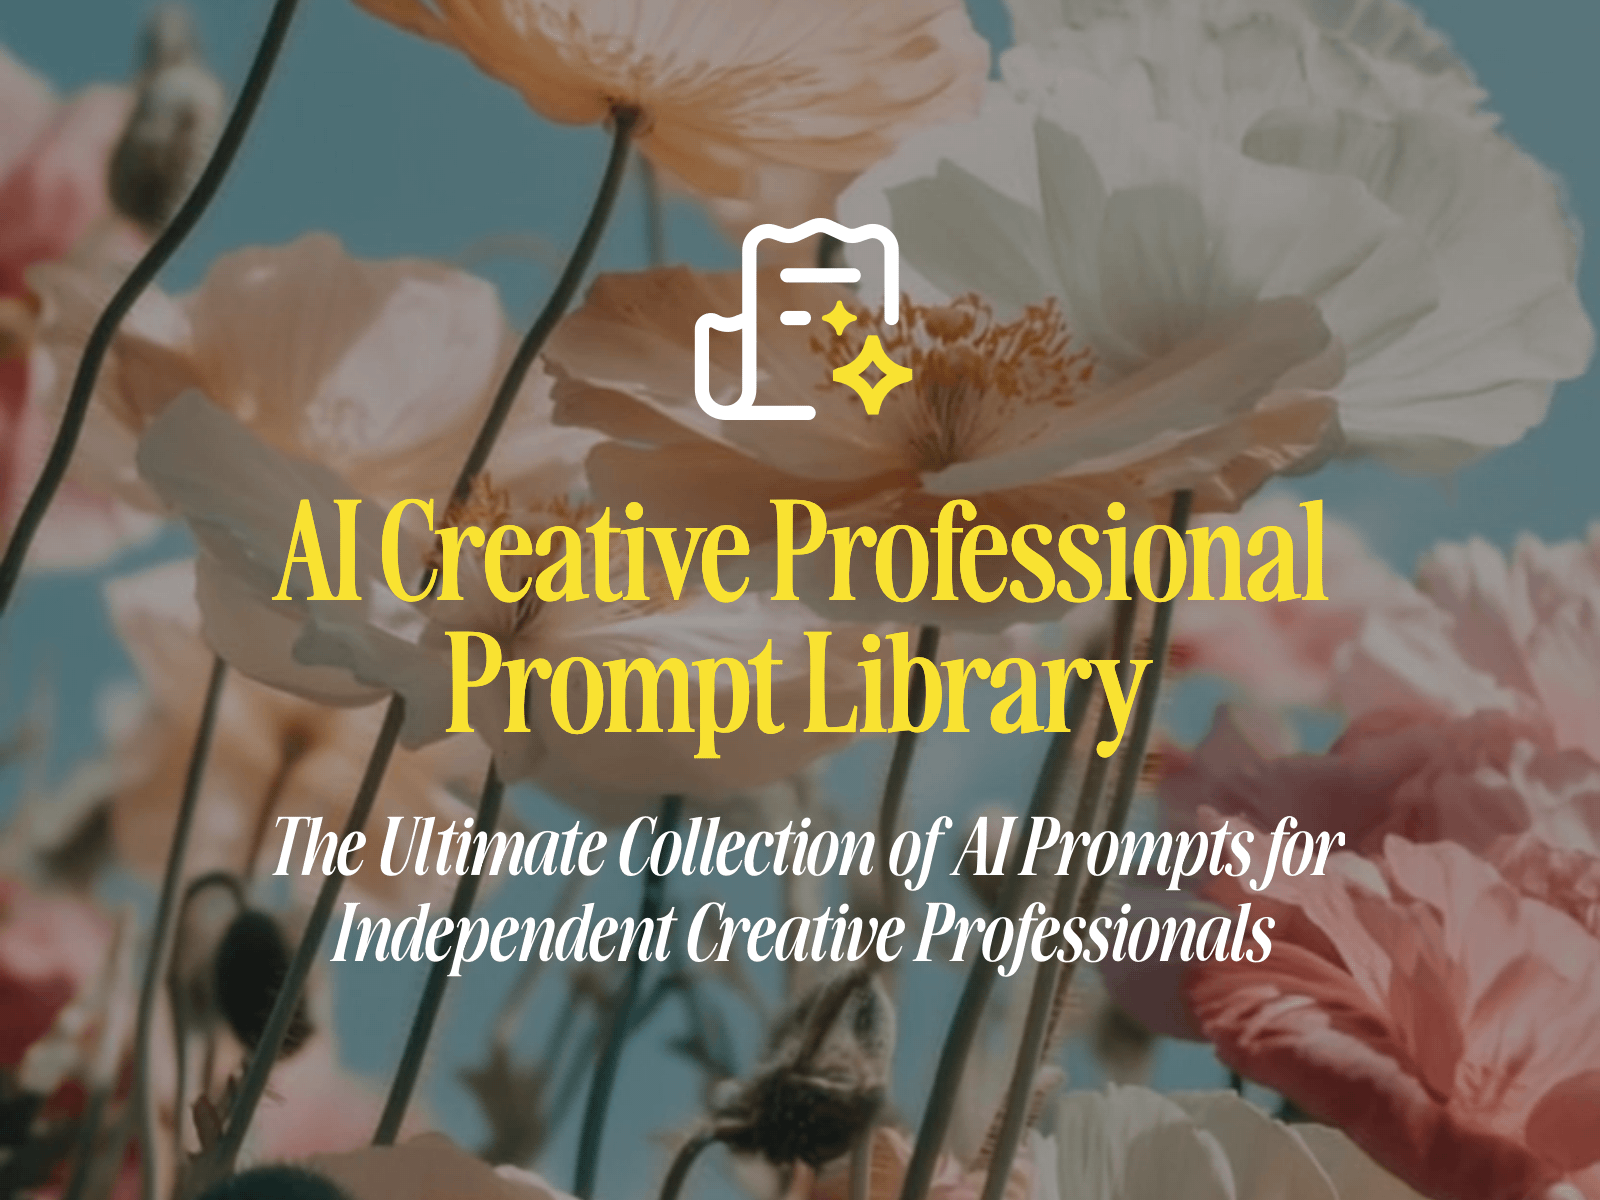 AI Creative Professional
Prompt Library
The Ultimate Collection of AI Prompts for
Independent Creative Professionals